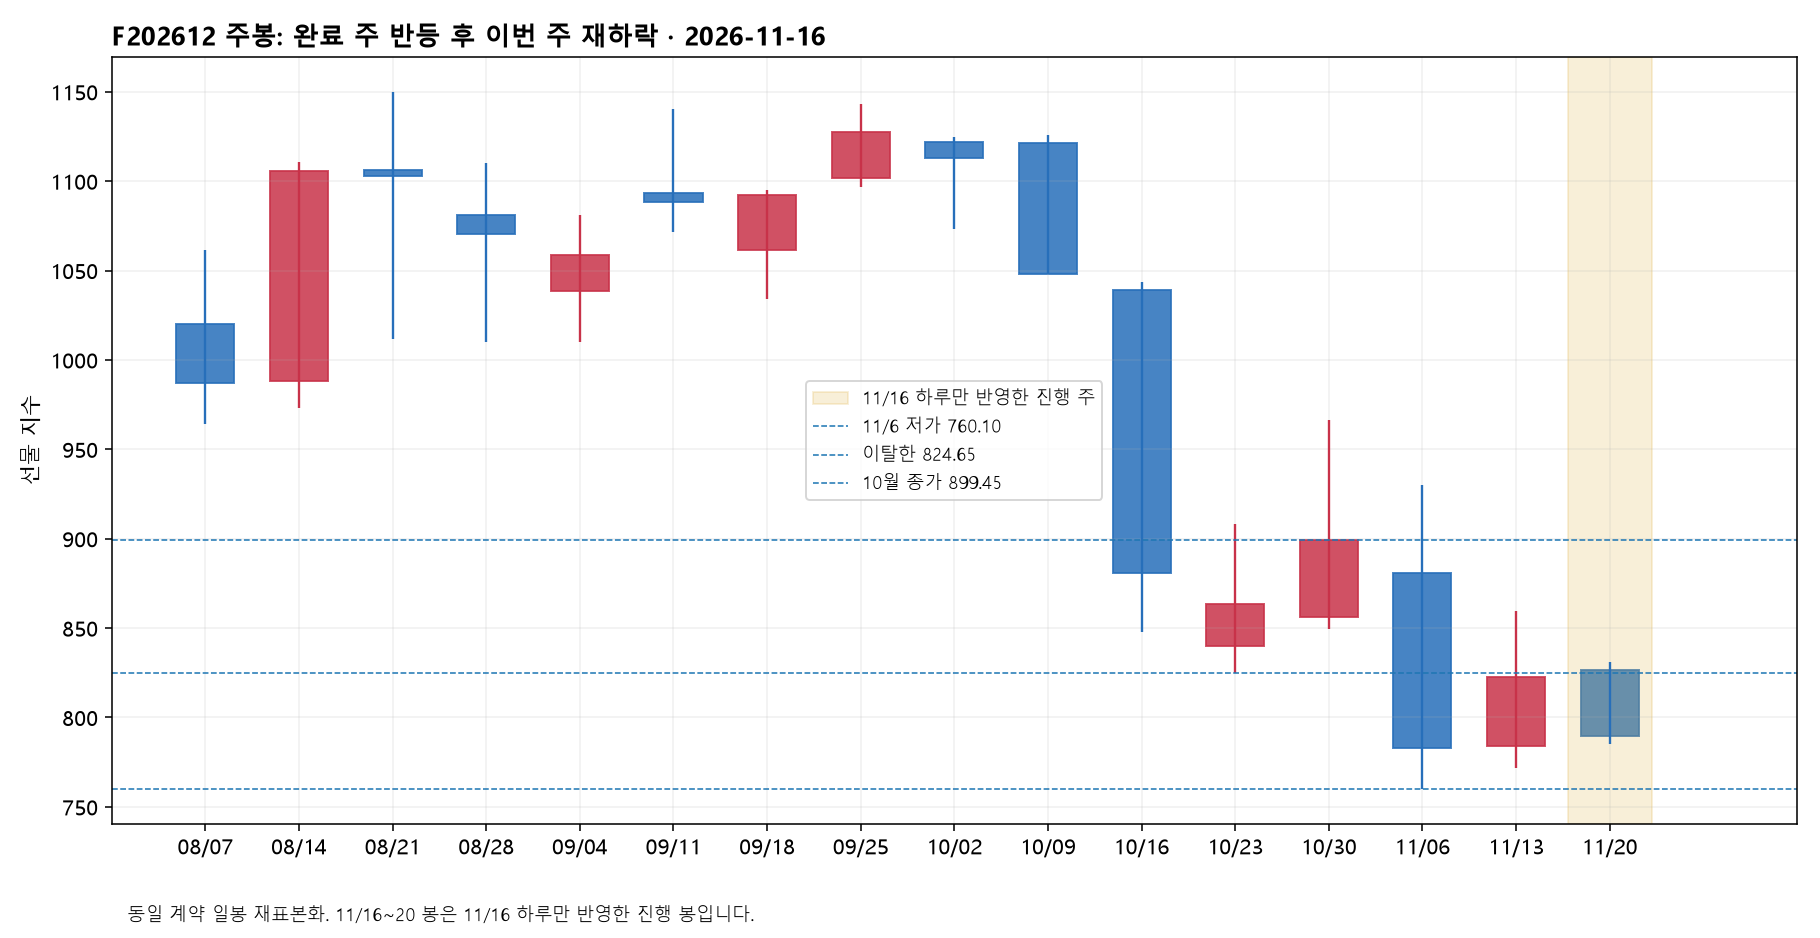 F202612 주봉: 완료 주 반등 후 이번 주 재하락 · 2026-11-16
선물 지수
1150
1100
1050
1000
950
900
850
800
750
11/16 하루만 반영한 진행 주
11/6 저가 760.10
이탈한 824.65
10월 종가 899.45
08/07 08/14 08/21 08/28 09/04 09/11 09/18 09/25 10/02 10/09 10/16 10/23 10/30 11/06 11/13 11/20
동일 계약 일봉 재표본화. 11/16~20 봉은 11/16 하루만 반영한 진행 봉입니다.